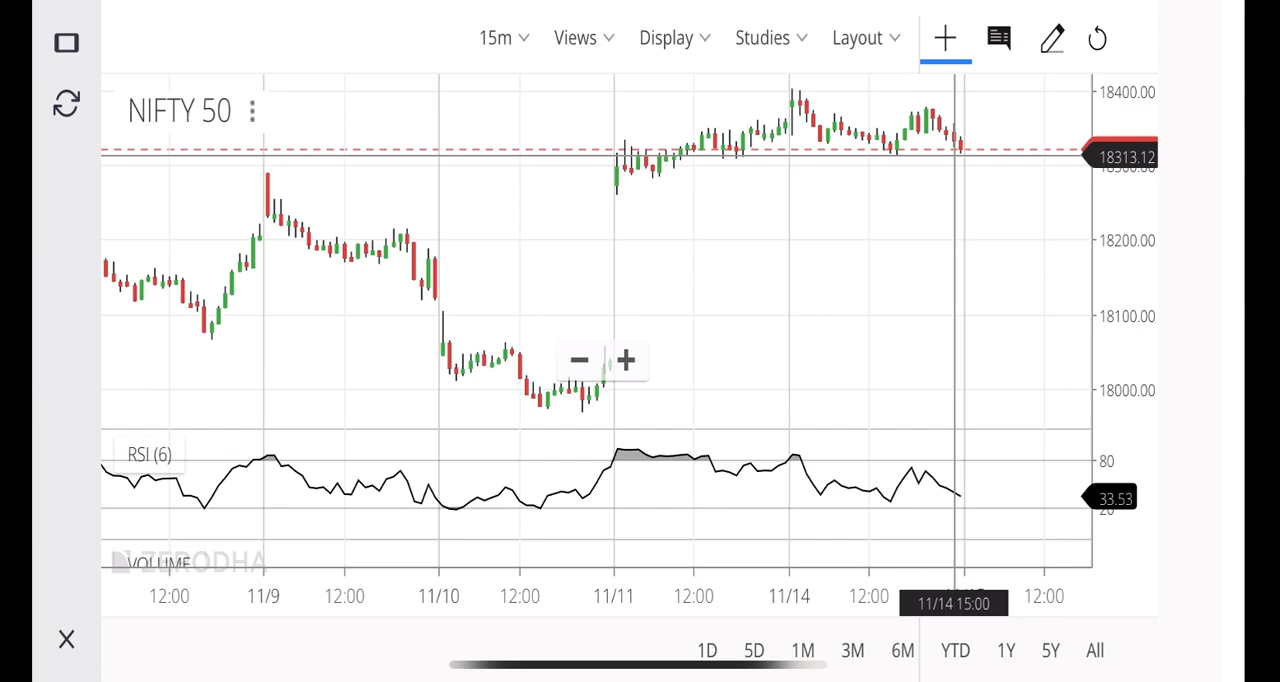 15m Views Display Studies Layout
NIFTY 50
18400.00
18313.12
18300.00
18200.00
18100.00
18000.00
RSI (6)
80
33.53
20
ZERODHA
VOLUME
12:00 11/9 12:00 11/10 12:00 11/11 12:00 11/14 12:00 11/14 15:00 12:00
1D 5D 1M 3M 6M YTD 1Y 5Y All